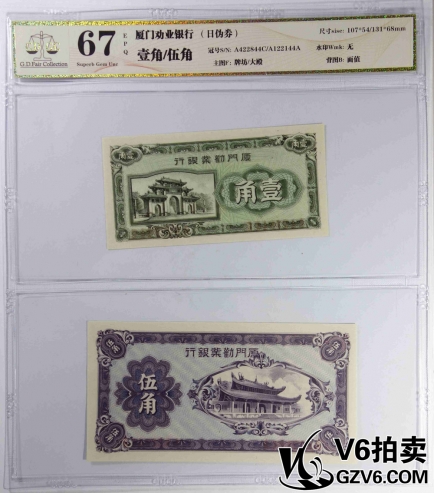 G.D Fair Collection
67
EPQ
Superb Gem Unc
厦门劝业银行 （日伪券）
壹角/伍角
冠号S/N: A422844C/A122144A
主图F: 牌坊/大殿
尺寸size: 107*54/131*68mm
水印Wmk: 无
背图B: 面值
行銀業勸門廈
角壹
行銀業勸門廈
伍角
V6拍卖
GZV6.COM